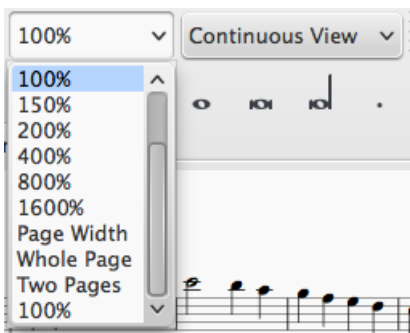 100% Continuous View
100%
150%
200%
400%
800%
1600%
Page Width
Whole Page
Two Pages
100%